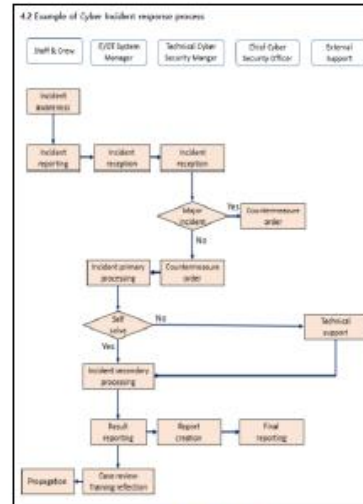 4.2 Example of Cyber Incident response process
Staff & Crew
E/OT System
Manager
Technical Cyber
Security Manger
Chief Cyber
Security Officer
External
Support
Incident
awareness
Incident
reporting
Incident
reception
Incident
reception
Major
incident
Yes
Countermeasure
order
No
Incident primary
processing
Countermeasure
order
Self
solve
No
Technical
support
Yes
Incident secondary
processing
Result
reporting
Report
creation
Final
reporting
Propagation
Case review
Training reflection